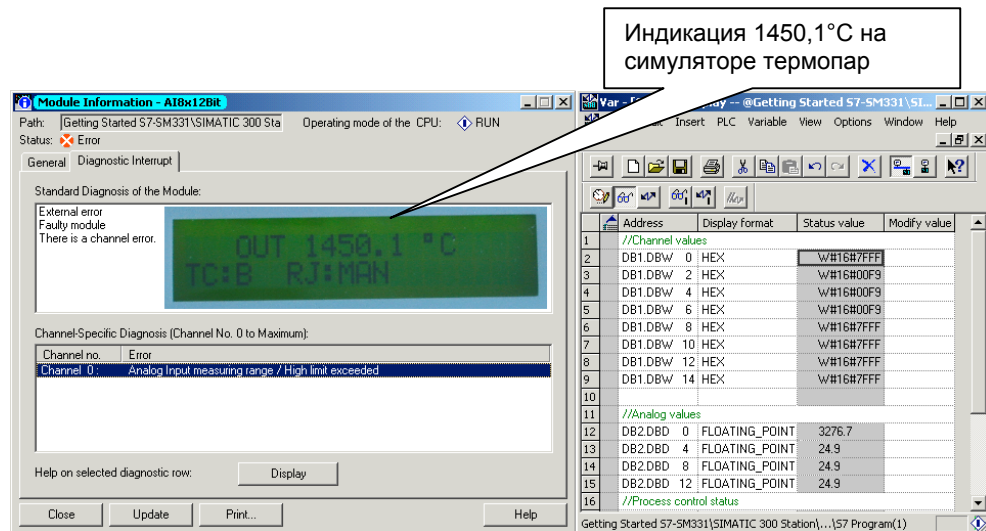 Индикация 1450,1°C на
симуляторе термопар
Module Information - AI8x12Bit
Path: Getting Started S7-SM331\SIMATIC 300 Sta Operating mode of the CPU: RUN
Status: Error
General Diagnostic Interrupt
Standard Diagnosis of the Module:
External error
Faulty module
There is a channel error.
OUT 1450.1 °C
TC:B RJ:MAN
Channel-Specific Diagnosis (Channel No. 0 to Maximum):
Channel no. Error
Channel 0 : Analog Input measuring range / High limit exceeded
Help on selected diagnostic row: Display
Close Update Print... Help
Var - @Getting Started S7-SM331\SI...
Insert PLC Variable View Options Window Help
Address Display format Status value Modify value
1 //Channel values
2 DB1.DBW 0 HEX W#16#7FFF
3 DB1.DBW 2 HEX W#16#00F9
4 DB1.DBW 4 HEX W#16#00F9
5 DB1.DBW 6 HEX W#16#00F9
6 DB1.DBW 8 HEX W#16#7FFF
7 DB1.DBW 10 HEX W#16#7FFF
8 DB1.DBW 12 HEX W#16#7FFF
9 DB1.DBW 14 HEX W#16#7FFF
10
11 //Analog values
12 DB2.DBD 0 FLOATING_POINT 3276.7
13 DB2.DBD 4 FLOATING_POINT 24.9
14 DB2.DBD 8 FLOATING_POINT 24.9
15 DB2.DBD 12 FLOATING_POINT 24.9
16 //Process control status
Getting Started S7-SM331\SIMATIC 300 Station\...\S7 Program(1)